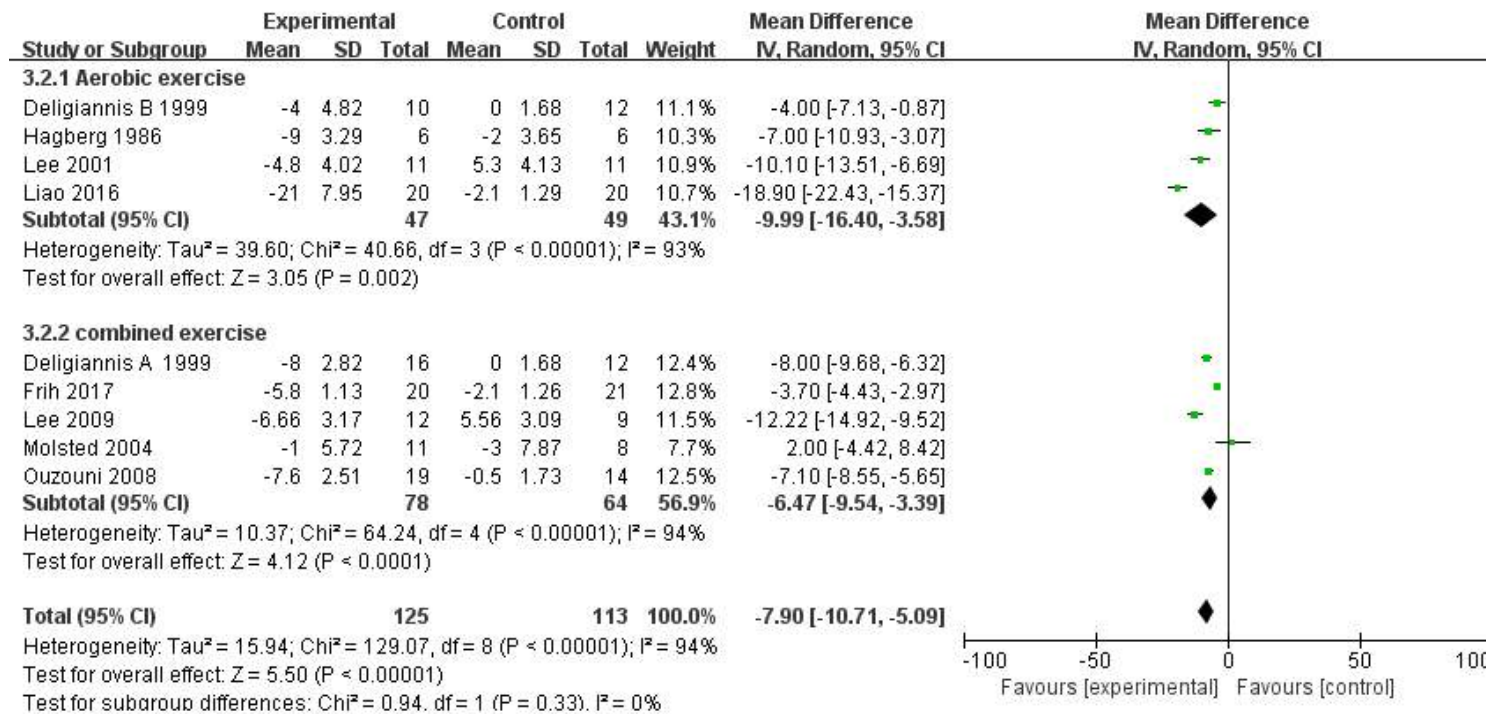 Experimental Control Mean Difference Mean Difference
Study or Subgroup Mean SD Total Mean SD Total Weight IV, Random, 95% CI IV, Random, 95% CI
3.2.1 Aerobic exercise
Deligiannis B 1999 -4 4.82 10 0 1.68 12 11.1% -4.00 [-7.13, -0.87]
Hagberg 1986 -9 3.29 6 -2 3.65 6 10.3% -7.00 [-10.93, -3.07]
Lee 2001 -4.8 4.02 11 5.3 4.13 11 10.9% -10.10 [-13.51, -6.69]
Liao 2016 -21 7.95 20 -2.1 1.29 20 10.7% -18.90 [-22.43, -15.37]
Subtotal (95% CI) 47 49 43.1% -9.99 [-16.40, -3.58]
Heterogeneity: Tau² = 39.60; Chi² = 40.66, df = 3 (P < 0.00001); I² = 93%
Test for overall effect: Z = 3.05 (P = 0.002)
3.2.2 combined exercise
Deligiannis A 1999 -8 2.82 16 0 1.68 12 12.4% -8.00 [-9.68, -6.32]
Frih 2017 -5.8 1.13 20 -2.1 1.26 21 12.8% -3.70 [-4.43, -2.97]
Lee 2009 -6.66 3.17 12 5.56 3.09 9 11.5% -12.22 [-14.92, -9.52]
Molsted 2004 -1 5.72 11 -3 7.87 8 7.7% 2.00 [-4.42, 8.42]
Ouzouni 2008 -7.6 2.51 19 -0.5 1.73 14 12.5% -7.10 [-8.55, -5.65]
Subtotal (95% CI) 78 64 56.9% -6.47 [-9.54, -3.39]
Heterogeneity: Tau² = 10.37; Chi² = 64.24, df = 4 (P < 0.00001); I² = 94%
Test for overall effect: Z = 4.12 (P < 0.0001)
Total (95% CI) 125 113 100.0% -7.90 [-10.71, -5.09]
Heterogeneity: Tau² = 15.94; Chi² = 129.07, df = 8 (P < 0.00001); I² = 94%
Test for overall effect: Z = 5.50 (P < 0.00001)
Test for subgroup differences: Chi² = 0.94. df = 1 (P = 0.33). I² = 0%
-100 -50 0 50 100
Favours [experimental] Favours [control]